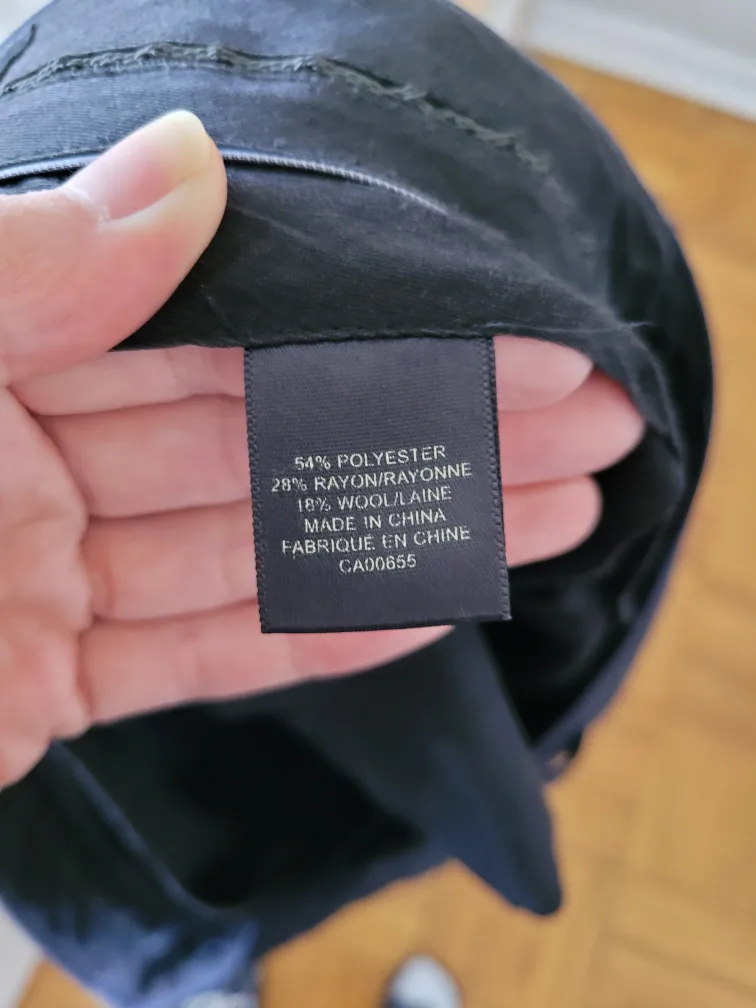 54% POLYESTER
28% RAYON/RAYONNE
18% WOOL/LAINE
MADE IN CHINA
FABRIQUÉ EN CHINE
CA00655